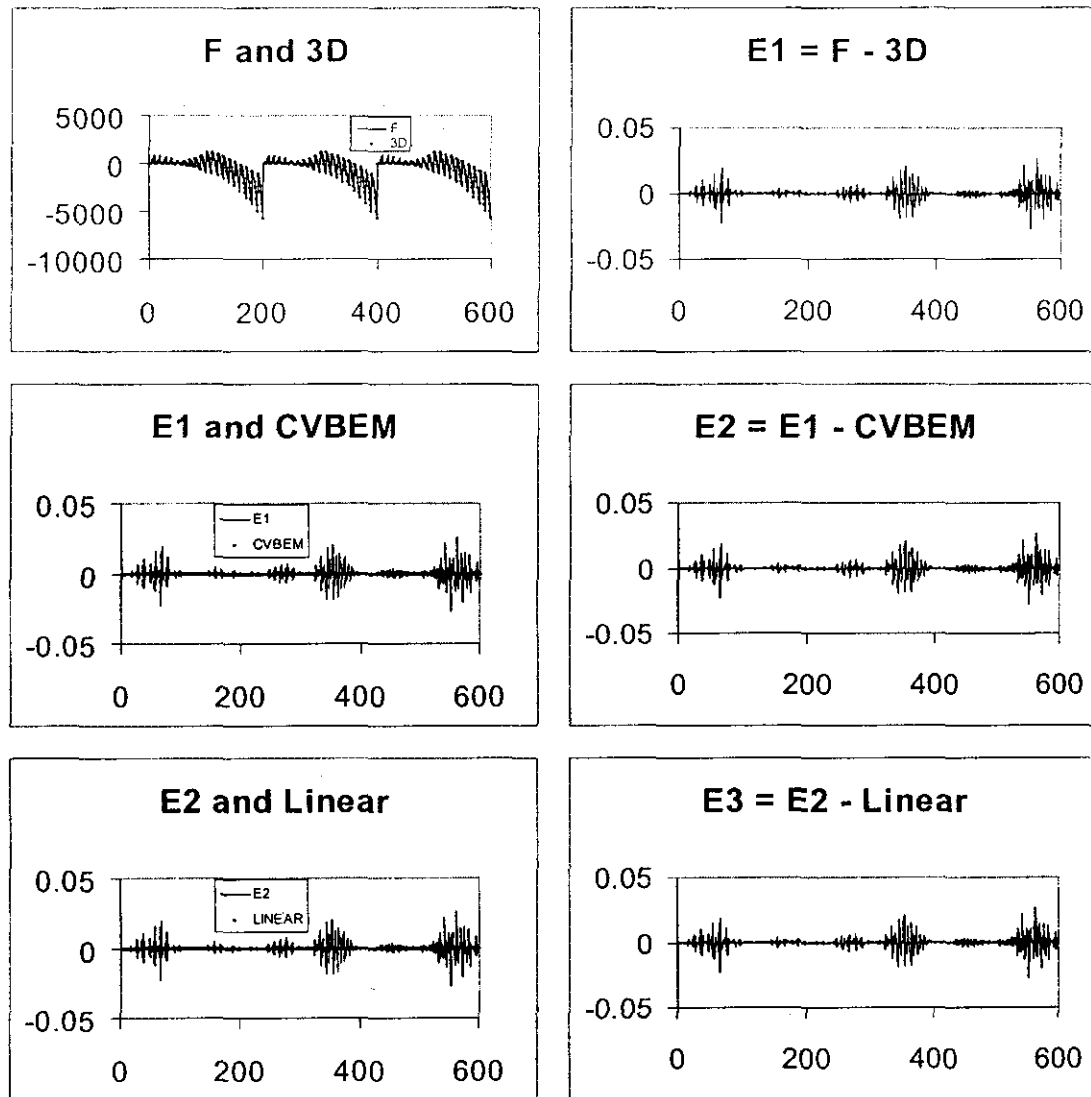 F and 3D
5000
0
-5000
-10000
F
3D
0 200 400 600
E1 = F - 3D
0.05
0
-0.05
0 200 400 600
E1 and CVBEM
0.05
0
-0.05
E1
CVBEM
0 200 400 600
E2 = E1 - CVBEM
0.05
0
-0.05
0 200 400 600
E2 and Linear
0.05
0
-0.05
E2
LINEAR
0 200 400 600
E3 = E2 - Linear
0.05
0
-0.05
0 200 400 600